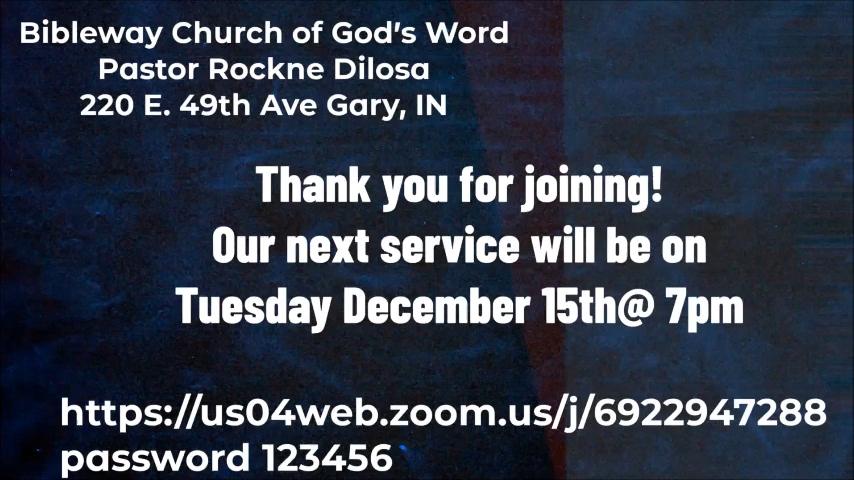 Bibleway Church of God's Word
Pastor Rockne Dilosa
220 E. 49th Ave Gary, IN
Thank you for joining!
Our next service will be on
Tuesday December 15th@ 7pm
https://us04web.zoom.us/j/6922947288
password 123456